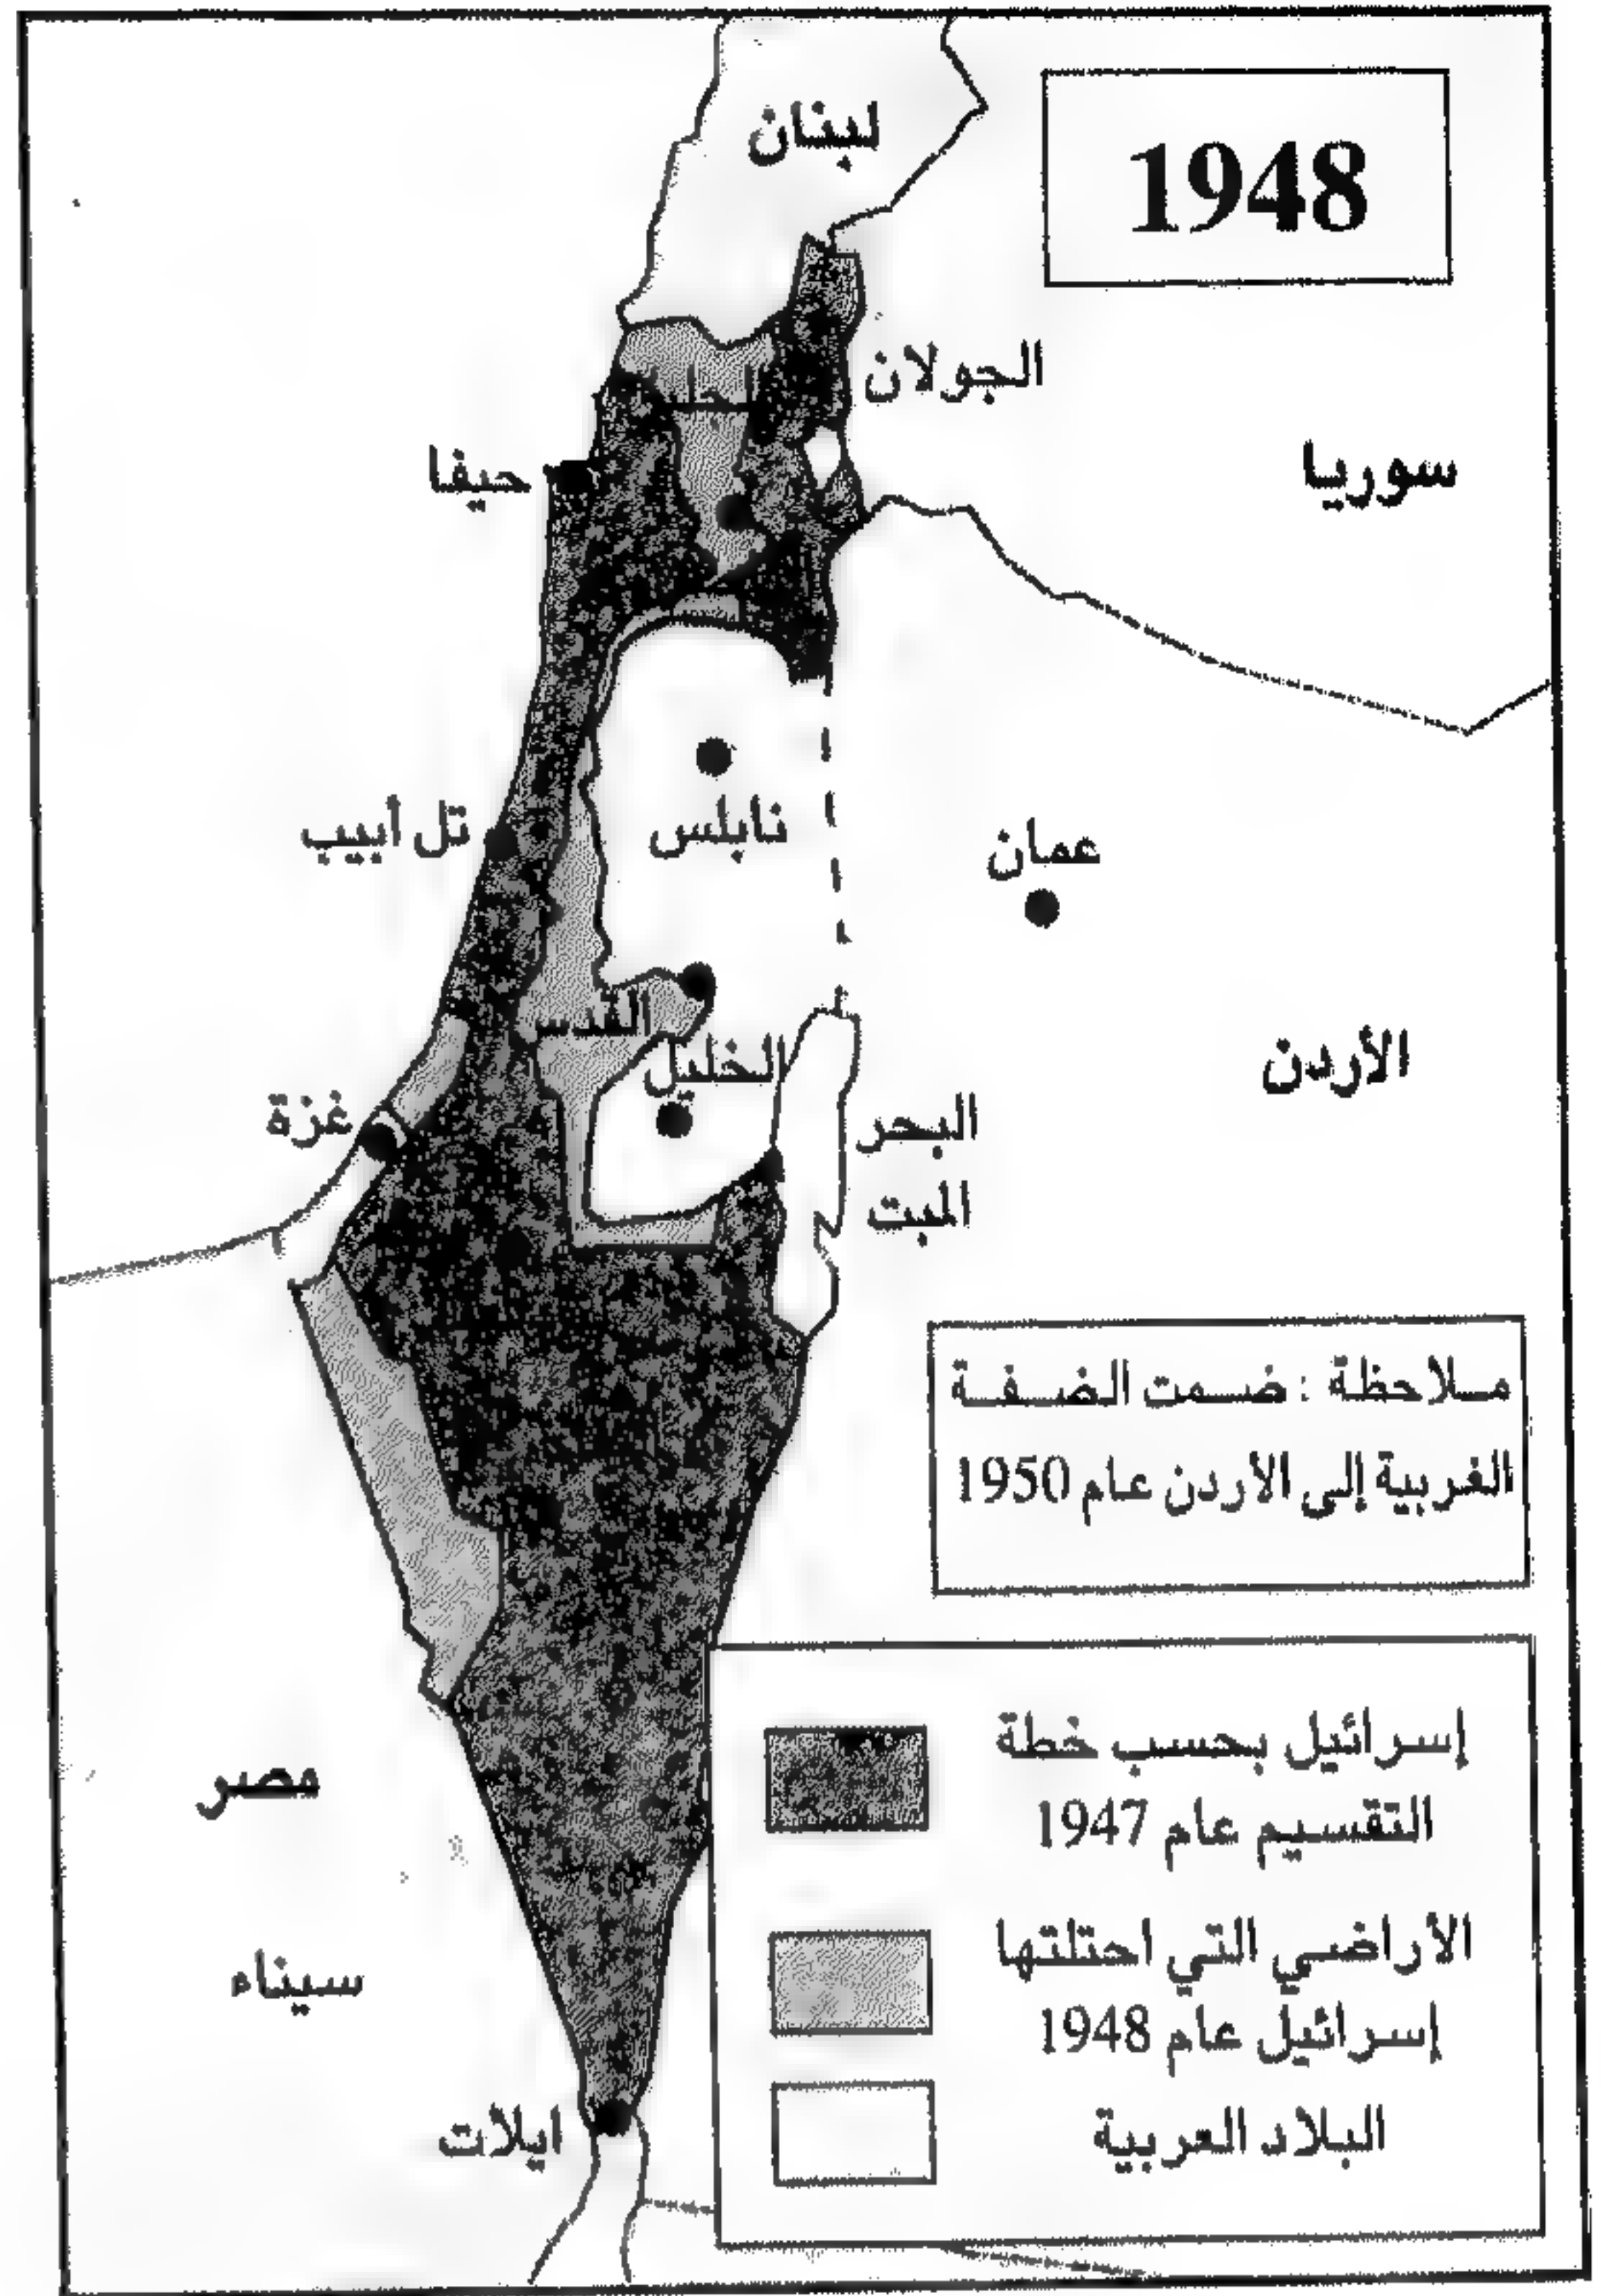 1948
لبنان
الجولان
سوريا
حيفا
تل أبيب
نابلس
عمان
القدس
الخليل
الأردن
غزة
البحر
الميت
ملاحظة : ضمت الضفة
الغربية إلى الأردن عام 1950
إسرائيل بحسب خطة
التقسيم عام 1947
الأراضي التي احتلتها
إسرائيل عام 1948
البلاد العربية
مصر
سيناء
ايلات